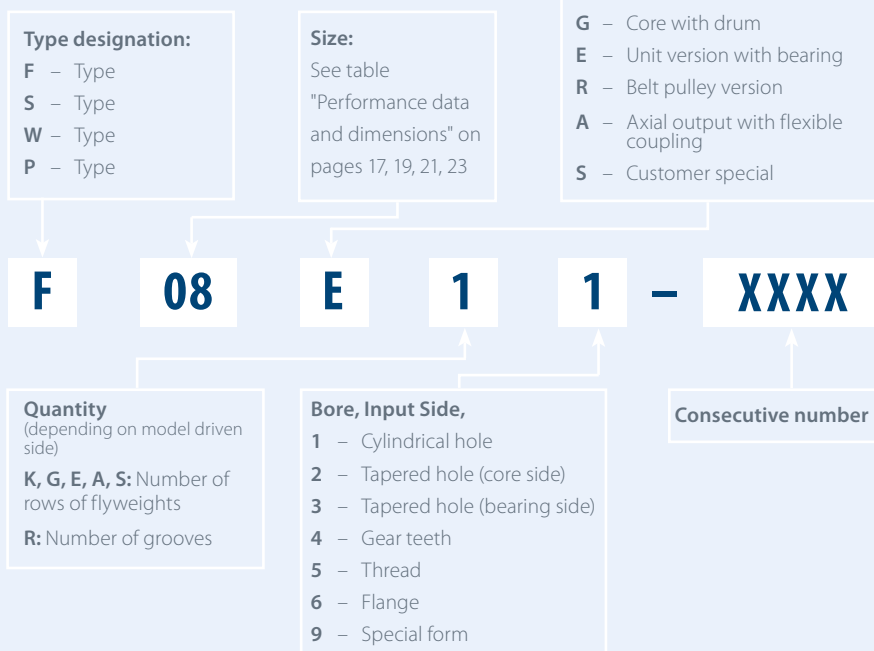 Type designation:
F – Type
S – Type
W – Type
P – Type
Size:
See table
"Performance data
and dimensions" on
pages 17, 19, 21, 23
G – Core with drum
E – Unit version with bearing
R – Belt pulley version
A – Axial output with flexible
coupling
S – Customer special
F 08 E 1 1 – XXXX
Quantity
(depending on model driven
side)
K, G, E, A, S: Number of
rows of flyweights
R: Number of grooves
Bore, Input Side,
1 – Cylindrical hole
2 – Tapered hole (core side)
3 – Tapered hole (bearing side)
4 – Gear teeth
5 – Thread
6 – Flange
9 – Special form
Consecutive number